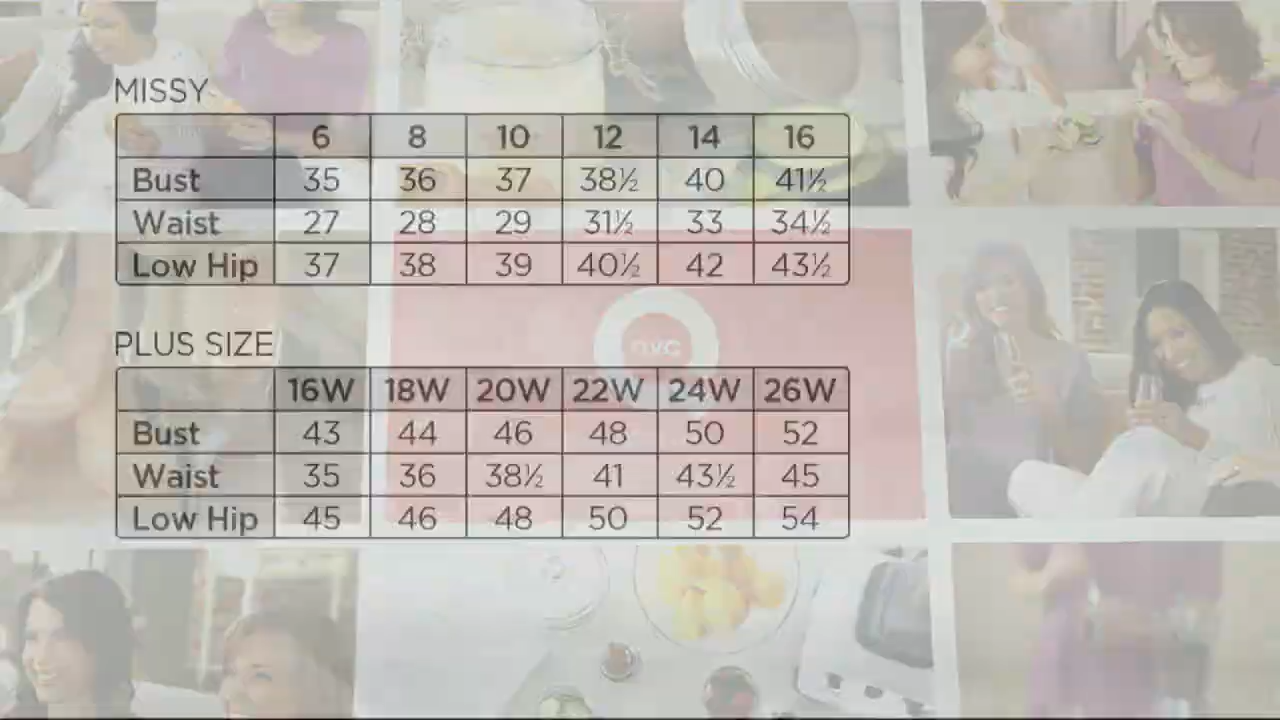 MISSY
6 8 10 12 14 16
Bust 35 36 37 38½ 40 41½
Waist 27 28 29 31½ 33 34½
Low Hip 37 38 39 40½ 42 43½
PLUS SIZE
QVC
16W 18W 20W 22W 24W 26W
Bust 43 44 46 48 50 52
Waist 35 36 38½ 41 43½ 45
Low Hip 45 46 48 50 52 54